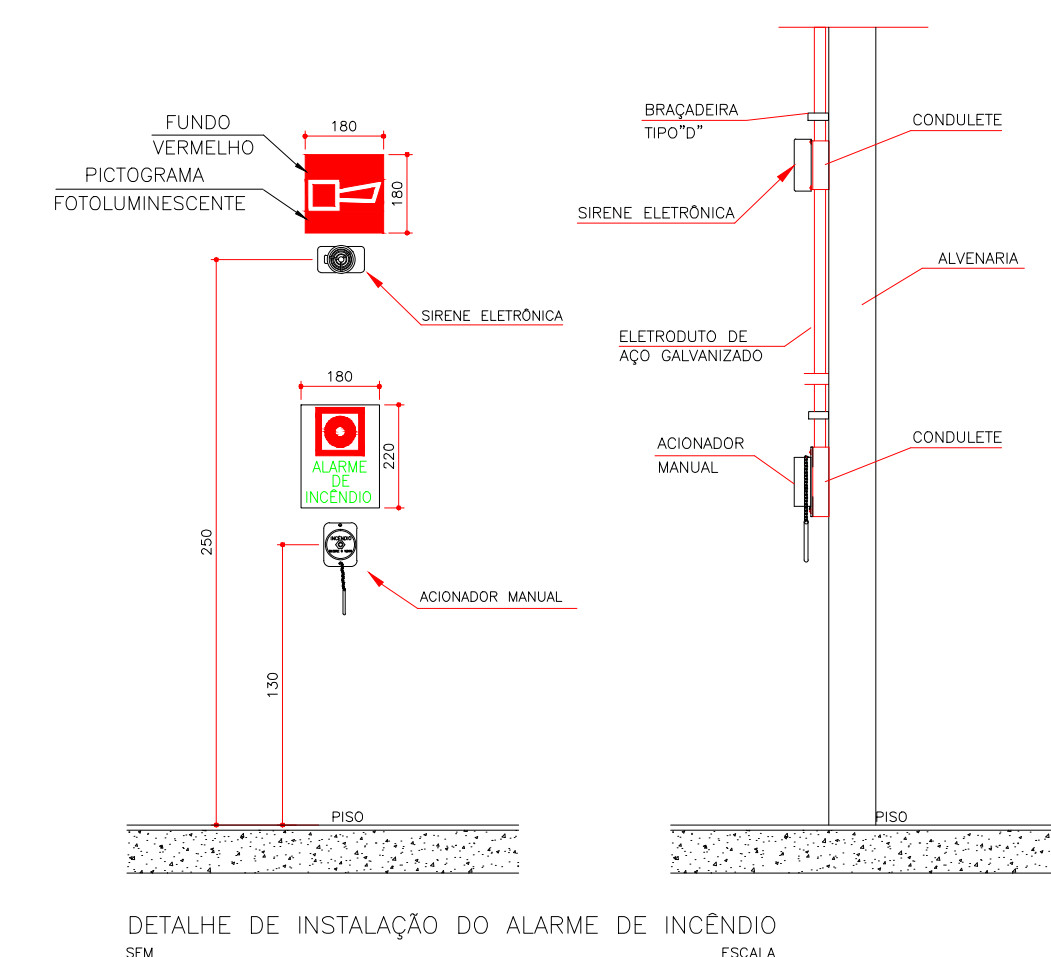 FUNDO
VERMELHO
PICTOGRAMA
FOTOLUMINESCENTE
180
180
SIRENE ELETRÔNICA
180
220
ALARME
DE
INCÊNDIO
250
INCÊNDIO
ACIONADOR MANUAL
130
PISO
BRAÇADEIRA
TIPO"D"
CONDULETE
SIRENE ELETRÔNICA
ALVENARIA
ELETRODUTO DE
AÇO GALVANIZADO
ACIONADOR
MANUAL
CONDULETE
PISO
DETALHE DE INSTALAÇÃO DO ALARME DE INCÊNDIO
SEM ESCALA